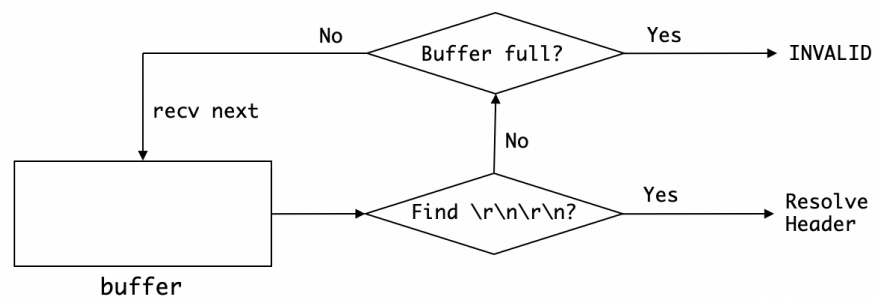 No
Buffer full?
Yes
INVALID
recv next
No
Find \r\n\r\n?
Yes
Resolve
Header
buffer